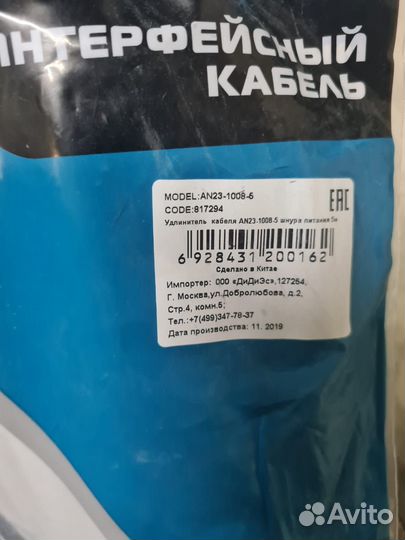 ИНТЕРФЕЙСНЫЙ
КАБЕЛЬ
MODEL:AN23-1008-5
EAC
CODE:817294
Удлинитель кабеля AN23-1008-5 шнура питания 5м
6 928431 200162
Сделано в Китае
Импортер: ООО «ДиДиЭс»,127254,
Г. Москва,ул.Добролюбова, д.2,
Стр.4, комн.5;
Тел.:+7(499)347-78-37
Дата производства: 11. 2019
Avito